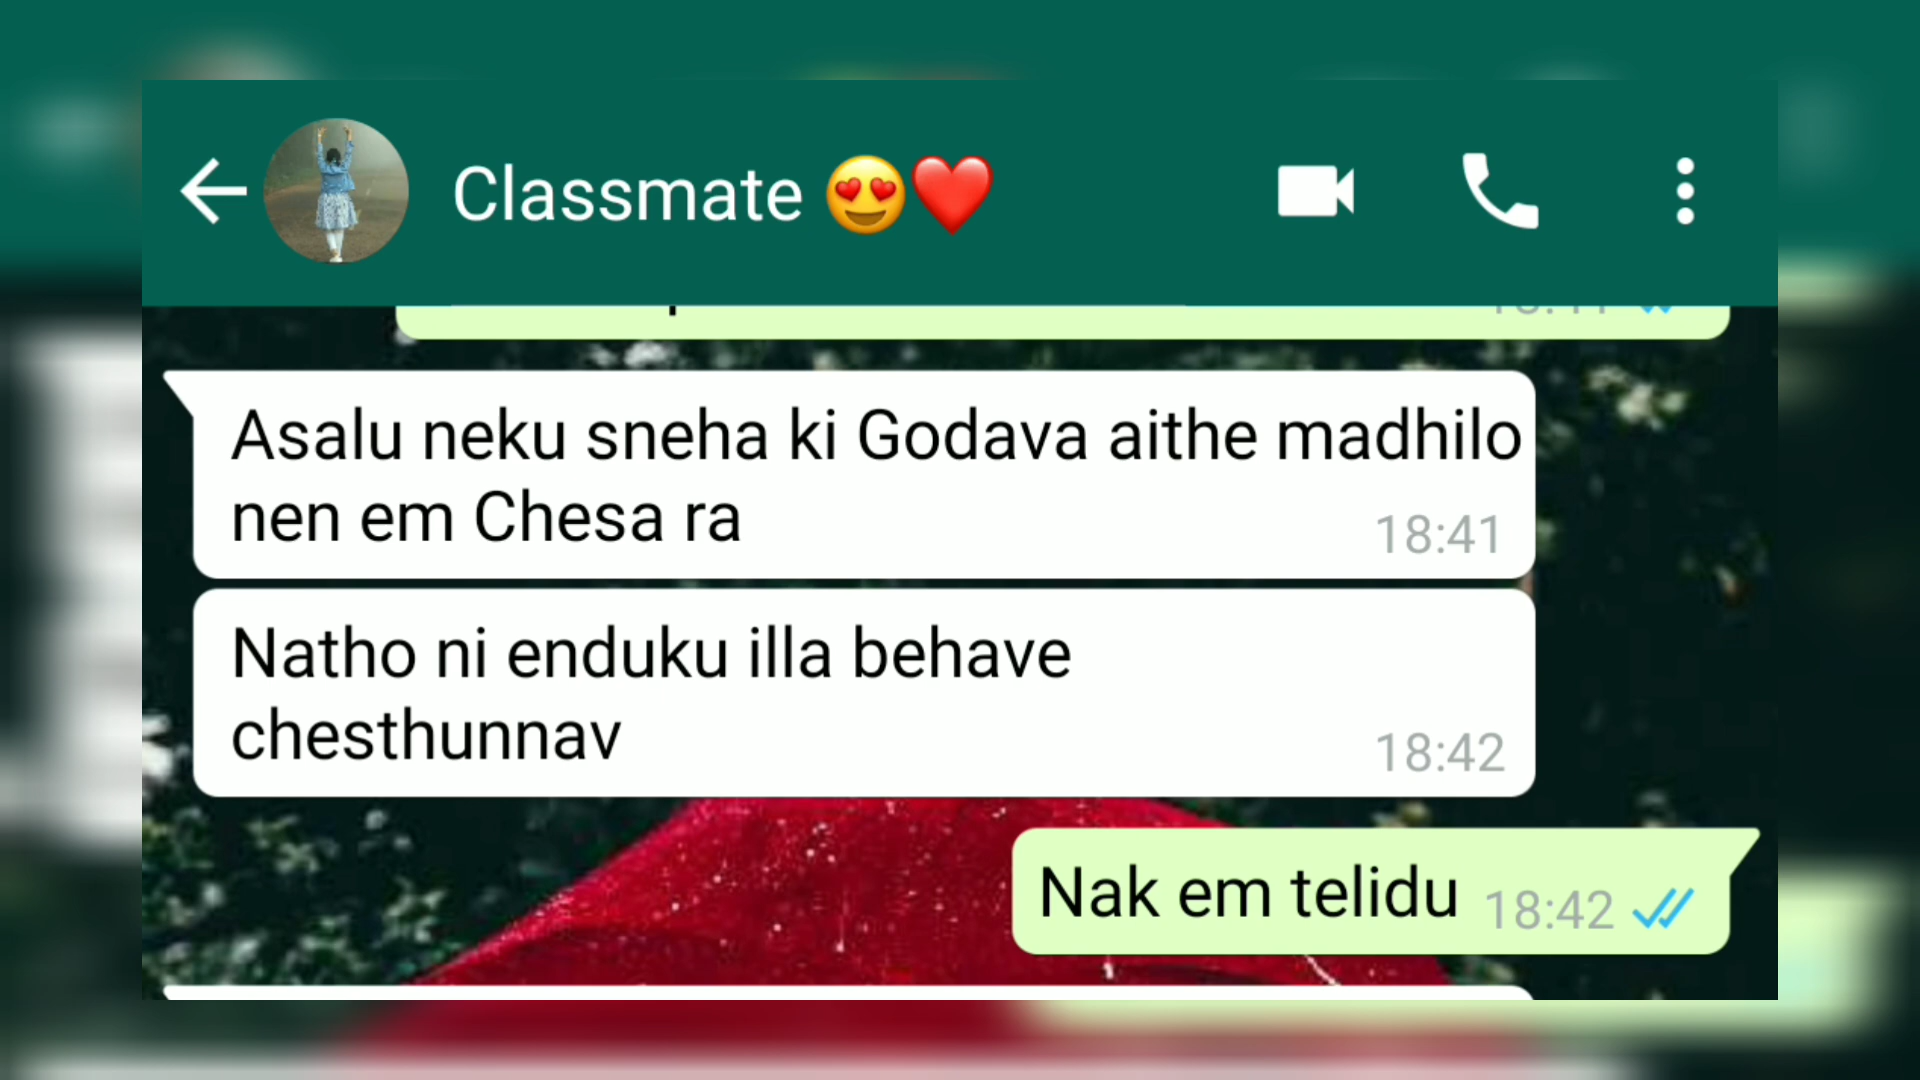 Classmate 😍❤️
Asalu neku sneha ki Godava aithe madhilo
nen em Chesa ra
18:41
Natho ni enduku illa behave
chesthunnav
18:42
Nak em telidu 18:42